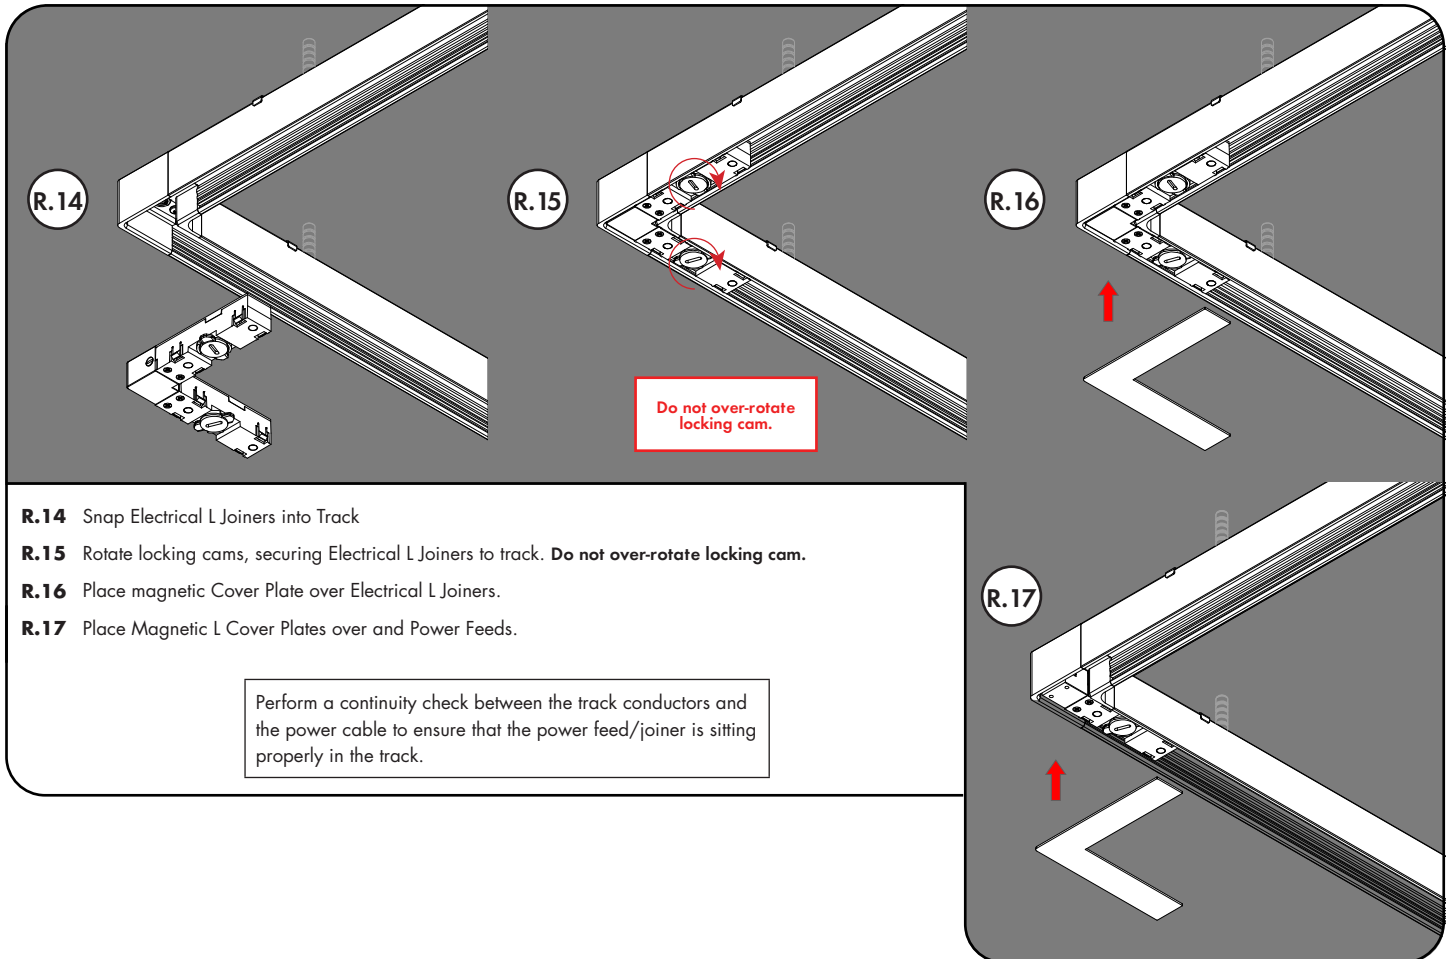 R.14
R.15
R.16
Do not over-rotate
locking cam.
R.14 Snap Electrical L Joiners into Track
R.15 Rotate locking cams, securing Electrical L Joiners to track. Do not over-rotate locking cam.
R.16 Place magnetic Cover Plate over Electrical L Joiners.
R.17 Place Magnetic L Cover Plates over and Power Feeds.
R.17
Perform a continuity check between the track conductors and
the power cable to ensure that the power feed/joiner is sitting
properly in the track.